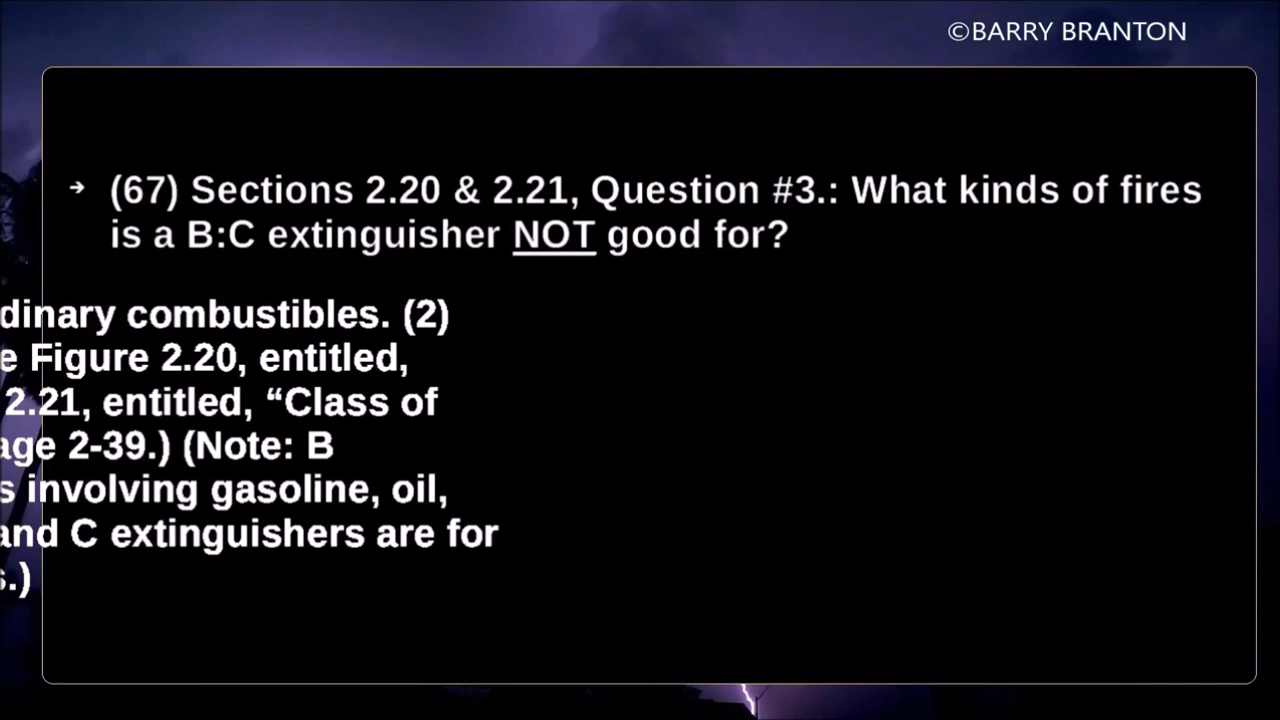 ©BARRY BRANTON
➔ (67) Sections 2.20 & 2.21, Question #3.: What kinds of fires
is a B:C extinguisher NOT good for?
dinary combustibles. (2)
e Figure 2.20, entitled,
2.21, entitled, “Class of
age 2-39.) (Note: B
s involving gasoline, oil,
and C extinguishers are for
s.)